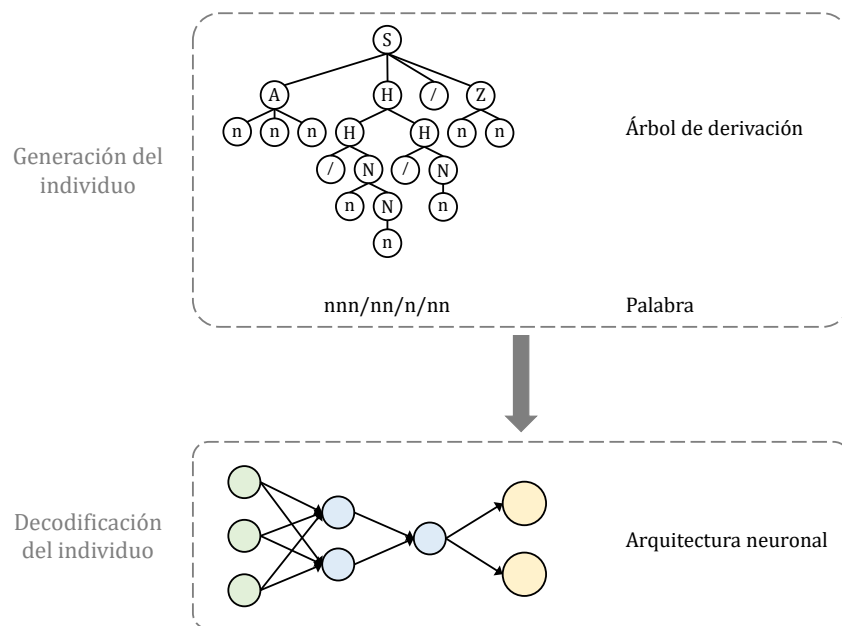 S
A H / Z
n n n H H n n
Árbol de derivación
/ N / N
Generación del
individuo
n N n
n
nnn/nn/n/nn Palabra
Decodificación
del individuo
Arquitectura neuronal